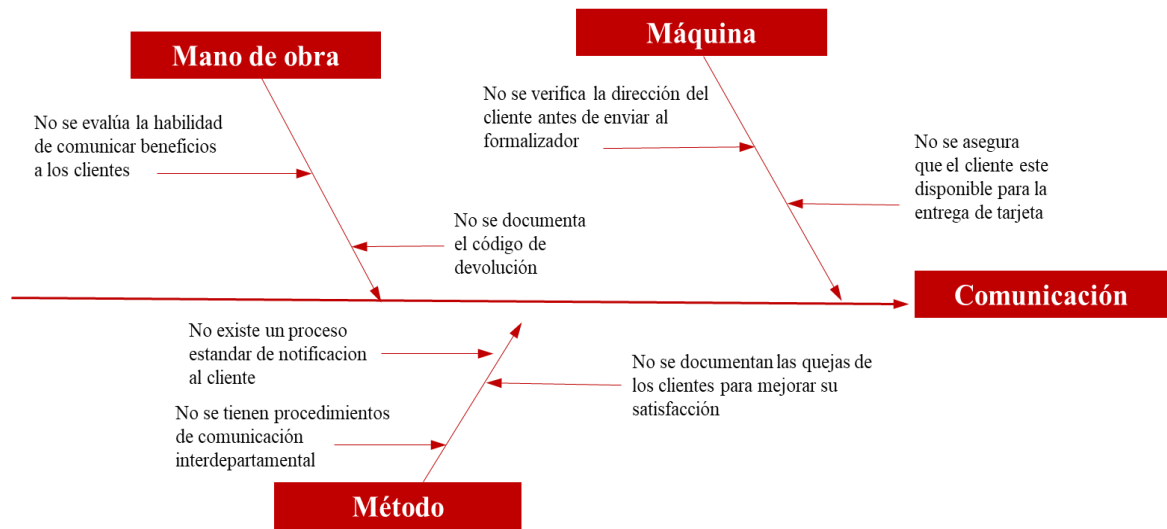 Mano de obra
Máquina
No se evalúa la habilidad
de comunicar beneficios
a los clientes
No se verifica la dirección del
cliente antes de enviar al
formalizador
No se asegura
que el cliente este
disponible para la
entrega de tarjeta
No se documenta
el código de
devolución
Comunicación
No existe un proceso
estandar de notificacion
al cliente
No se documentan las quejas de
los clientes para mejorar su
satisfacción
No se tienen procedimientos
de comunicación
interdepartamental
Método